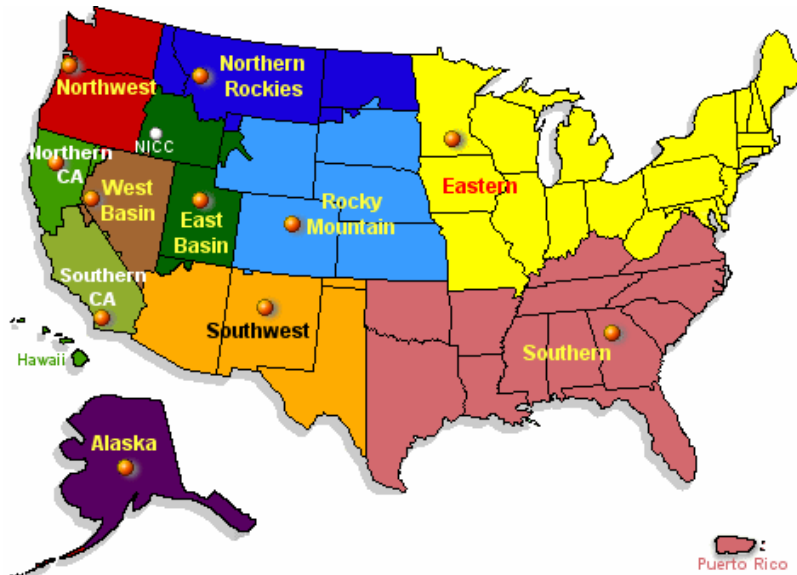 Northern
Rockies
Northwest
NICC
Northern
CA
West
Basin
East
Basin
Rocky
Mountain
Eastern
Southern
CA
Southwest
Southern
Hawaii
Alaska
Puerto Rico